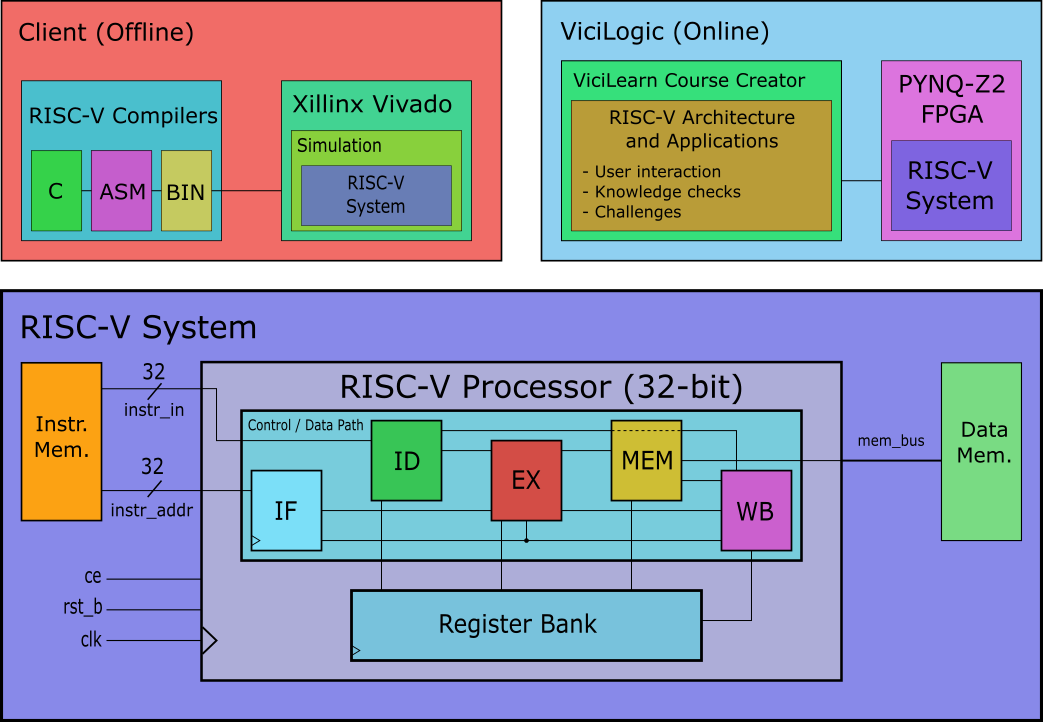 Client (Offline)
RISC-V Compilers
C
ASM
BIN
Xillinx Vivado
Simulation
RISC-V
System
ViciLogic (Online)
ViciLearn Course Creator
RISC-V Architecture
and Applications
- User interaction
- Knowledge checks
- Challenges
PYNQ-Z2
FPGA
RISC-V
System
RISC-V System
Instr.
Mem.
32
instr_in
32
instr_addr
ce
rst_b
clk
RISC-V Processor (32-bit)
Control / Data Path
IF
ID
EX
MEM
WB
Register Bank
mem_bus
Data
Mem.